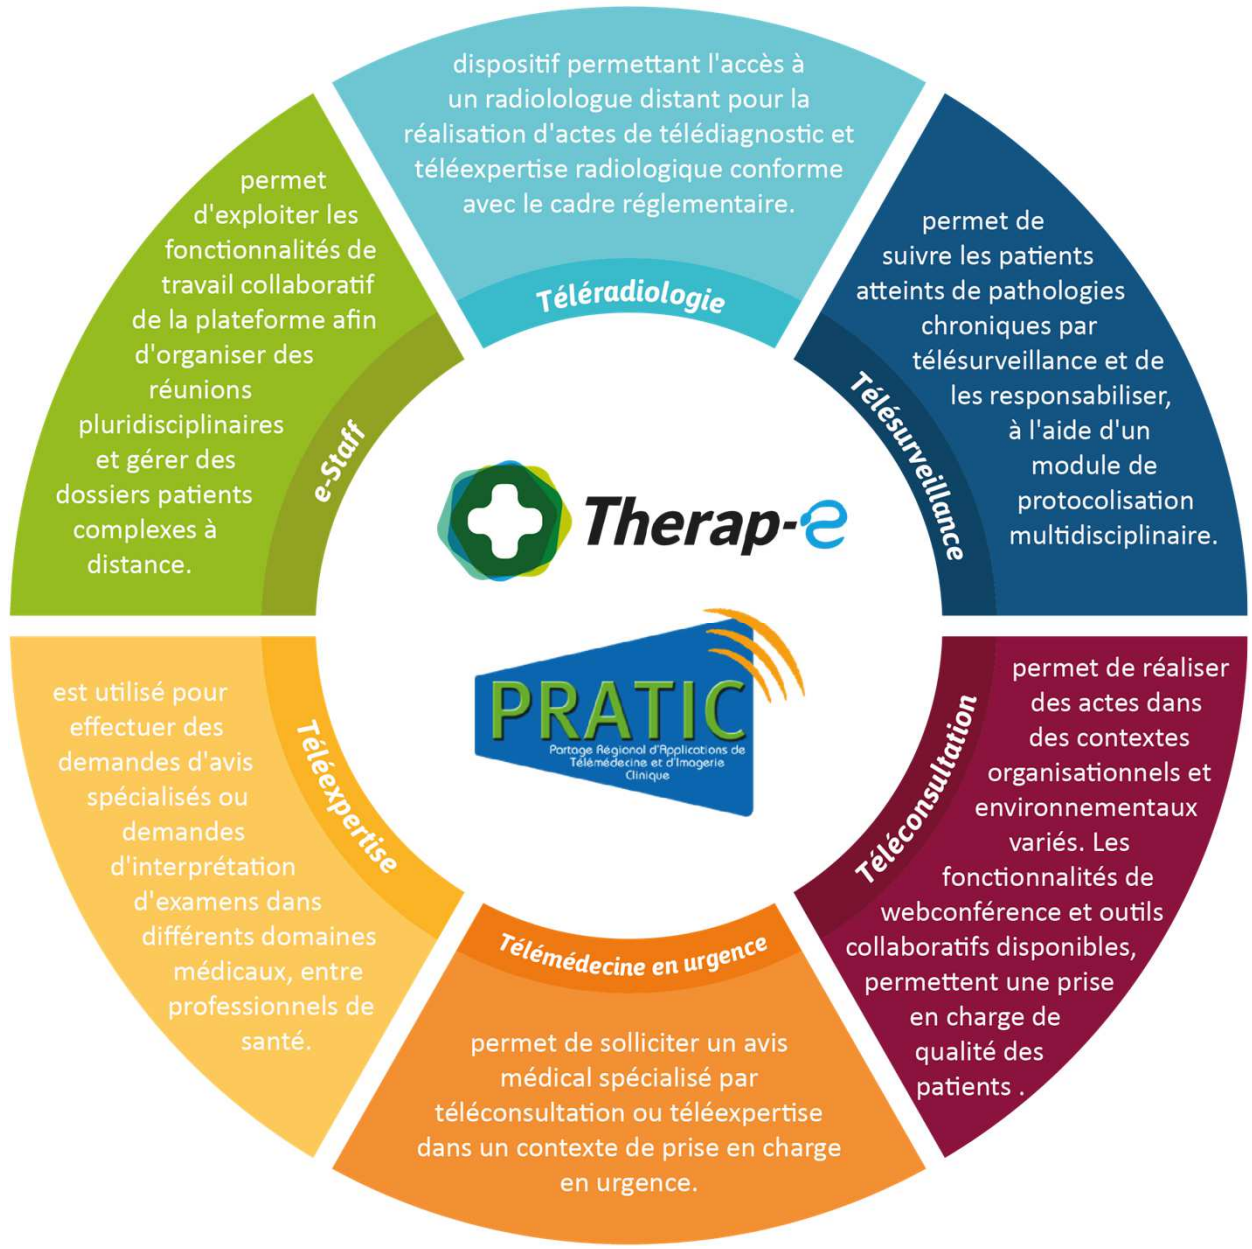 dispositif permettant l'accès à
un radiolologue distant pour la
réalisation d'actes de télédiagnostic et
téléexpertise radiologique conforme
avec le cadre réglementaire.
Téléradiologie
permet de
suivre les patients
atteints de pathologies
chroniques par
télésurveillance et de
les responsabiliser,
à l'aide d'un
module de
protocolisation
multidisciplinaire.
Télésurveillance
permet de réaliser
des actes dans
des contextes
organisationnels et
environnementaux
variés. Les
fonctionnalités de
webconférence et outils
collaboratifs disponibles,
permettent une prise
en charge de
qualité des
patients .
Téléconsultation
Télémédecine en urgence
permet de solliciter un avis
médical spécialisé par
téléconsultation ou téléexpertise
dans un contexte de prise en charge
en urgence.
est utilisé pour
effectuer des
demandes d'avis
spécialisés ou
demandes
d'interprétation
d'examens dans
différents domaines
médicaux, entre
professionnels de
santé.
Téléexpertise
permet
d'exploiter les
fonctionnalités de
travail collaboratif
de la plateforme afin
d'organiser des
réunions
pluridisciplinaires
et gérer des
dossiers patients
complexes à
distance.
e-Staff
Therap-e
PRATIC
Partage Régional d'Applications de
Télémédecine et d'Imagerie
Clinique